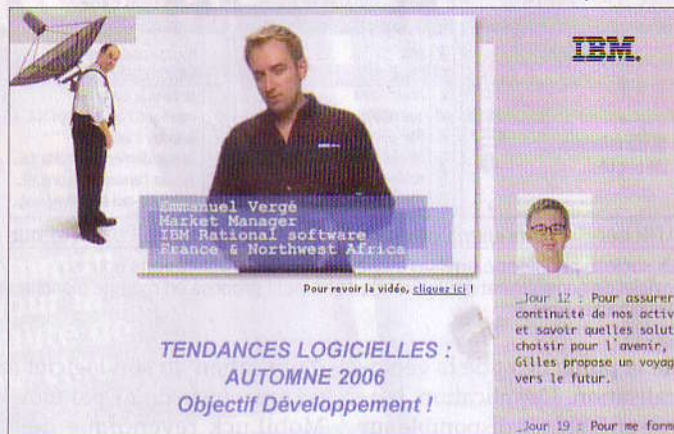 IBM.
Emmanuel Vergé
Market Manager
IBM Rational software
France & Northwest Africa
Pour revoir la vidéo, cliquez ici !
TENDANCES LOGICIELLES :
AUTOMNE 2006
Objectif Développement !
_Jour 12 : Pour assurer
continuité de nos activ
et savoir quelles solut
choisir pour l'avenir,
Gilles propose un voyag
vers le futur.
_Jour 19 : Pour me form